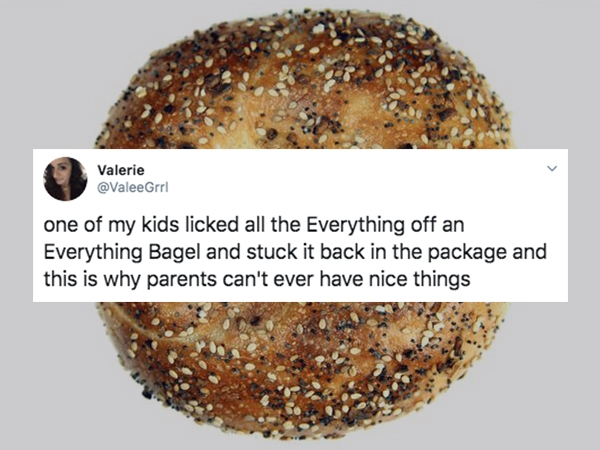 Valerie
@ValeeGrrl
one of my kids licked all the Everything off an
Everything Bagel and stuck it back in the package and
this is why parents can't ever have nice things